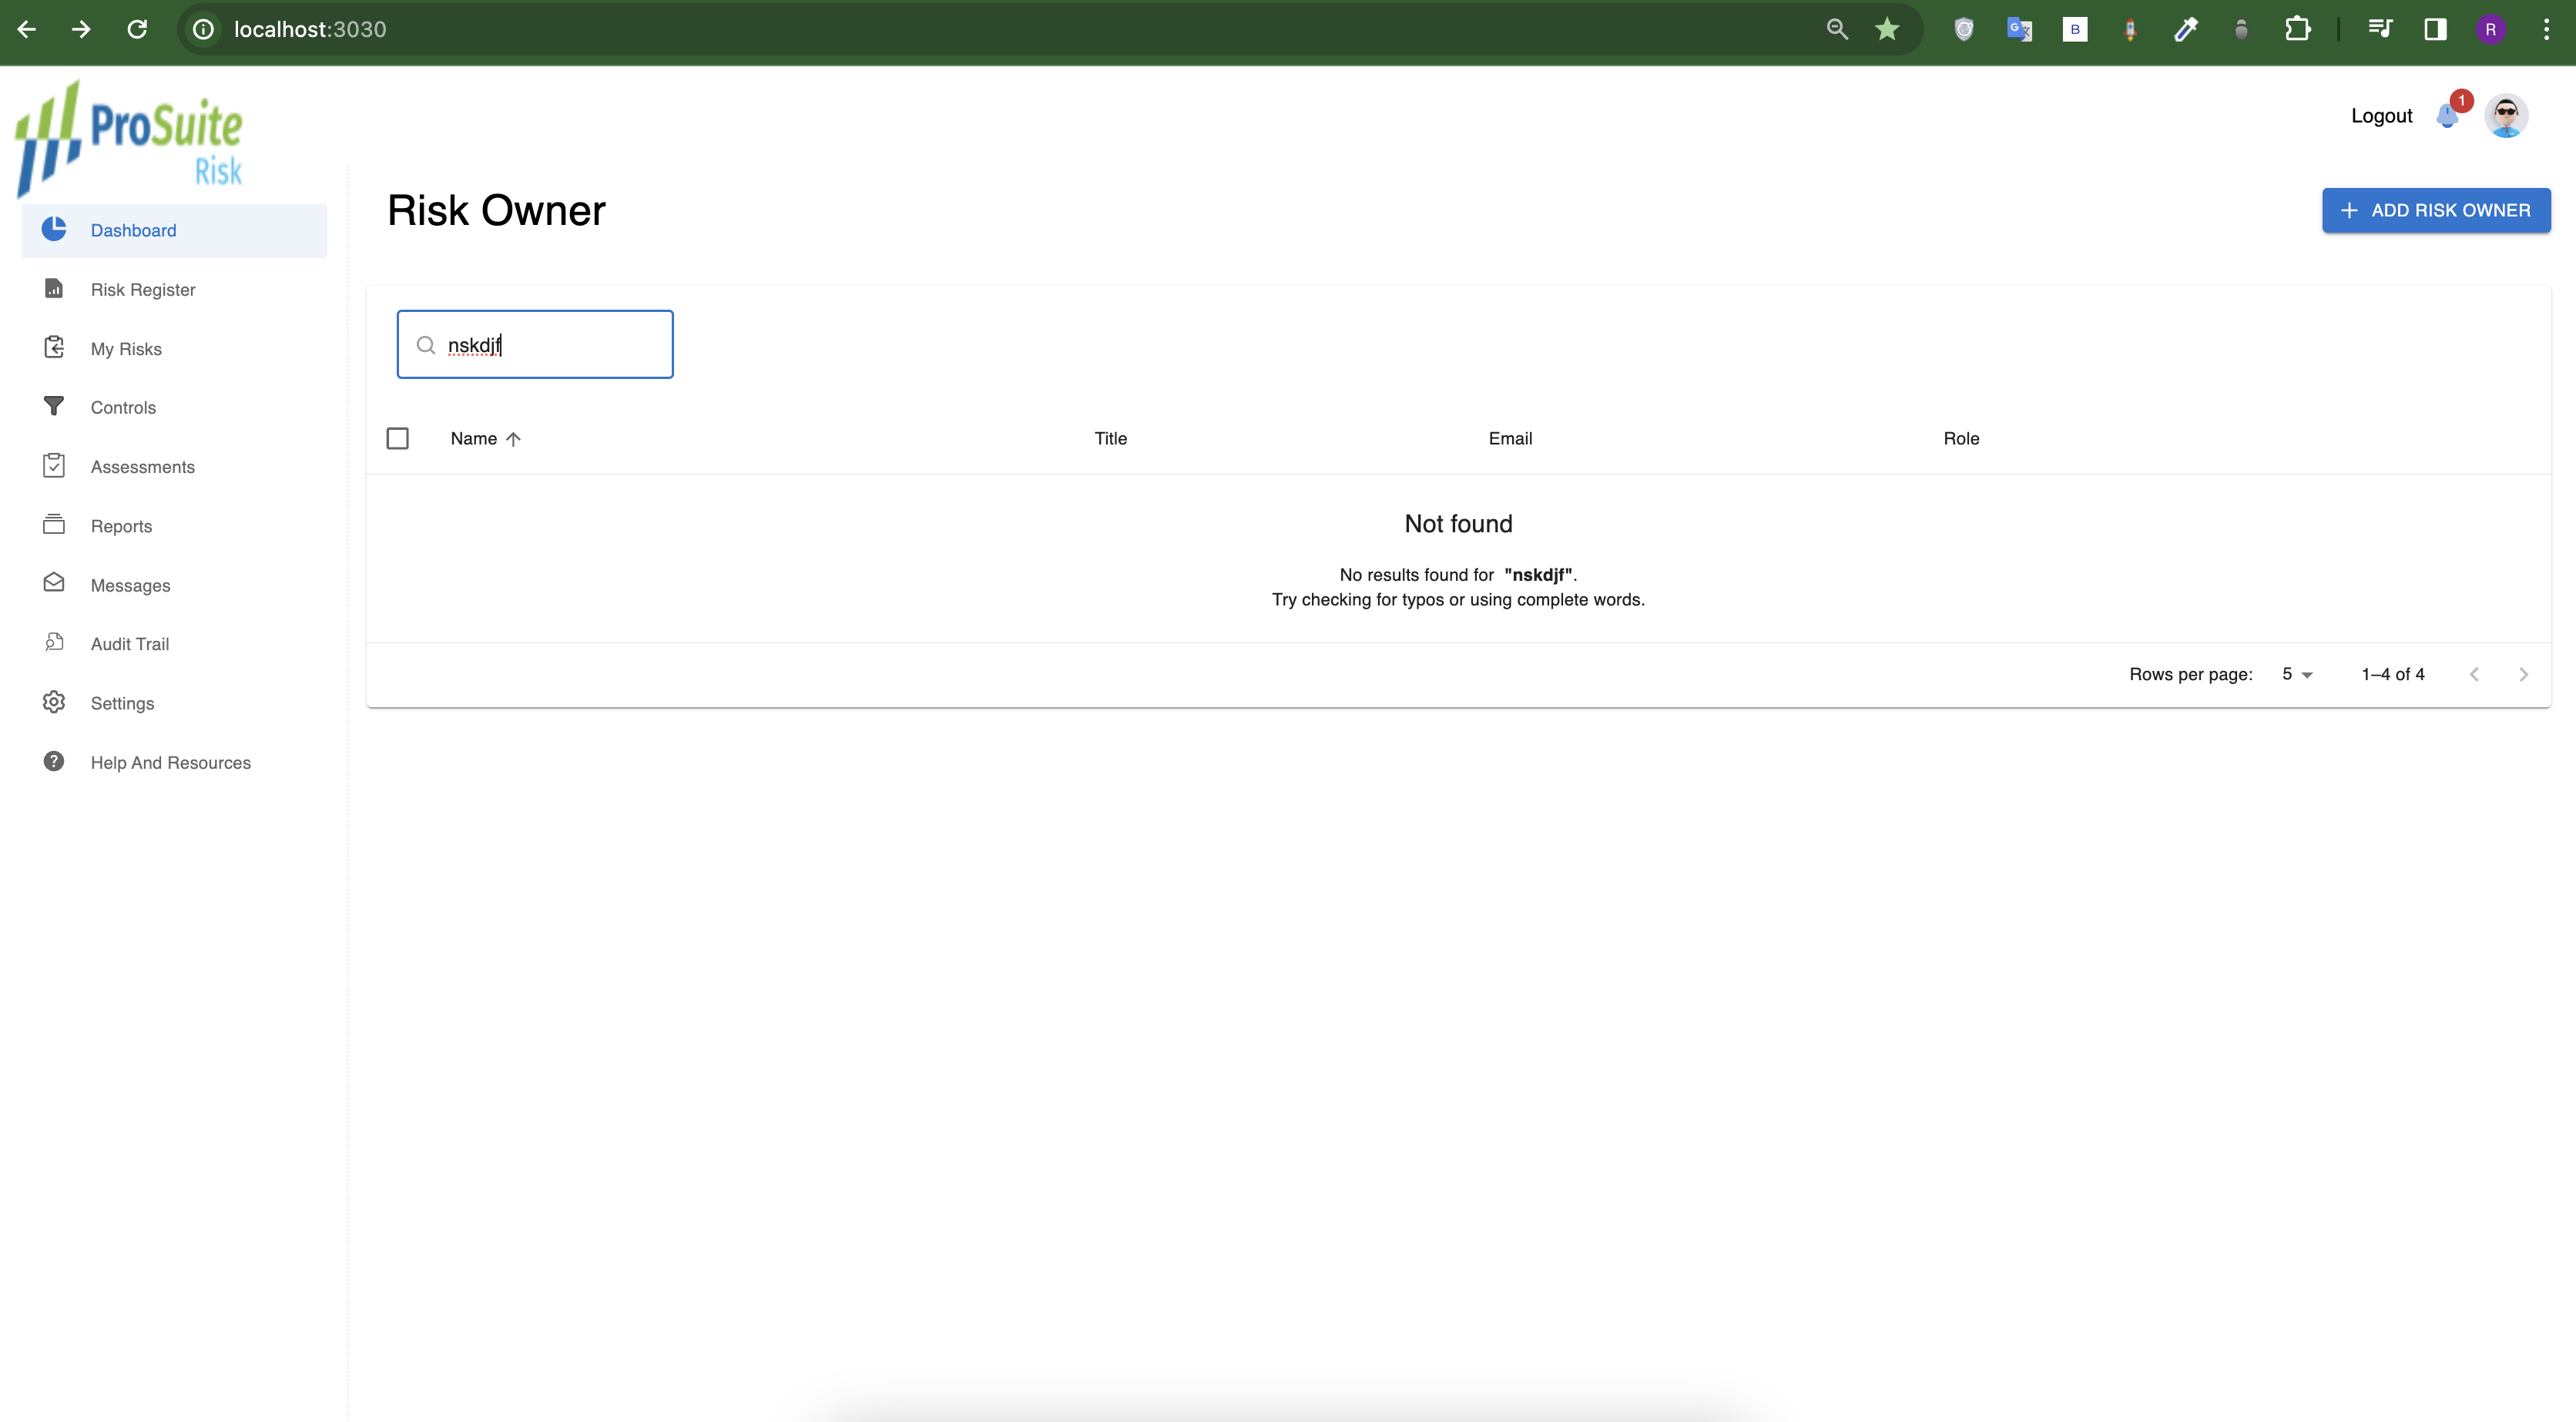 localhost:3030
B
R
ProSuite
Risk
Logout
1
Risk Owner
ADD RISK OWNER
Dashboard
Risk Register
My Risks
Controls
Assessments
Reports
Messages
Audit Trail
Settings
Help And Resources
nskdjf
Name Title Email Role
Not found
No results found for "nskdjf".
Try checking for typos or using complete words.
Rows per page: 5 1–4 of 4